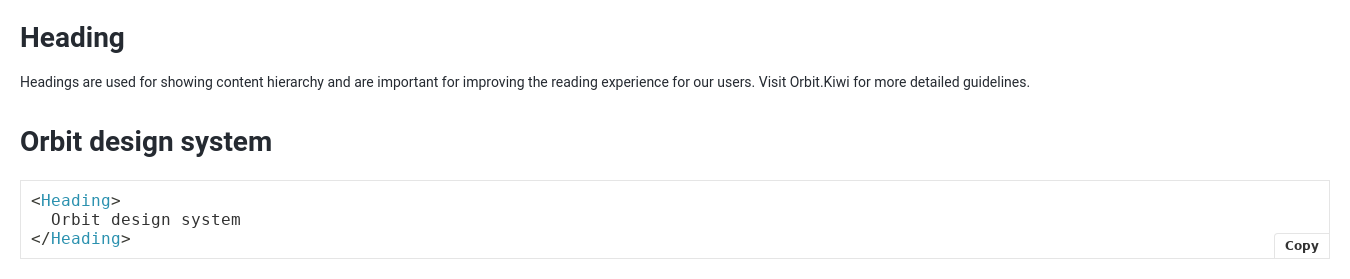 Heading
Headings are used for showing content hierarchy and are important for improving the reading experience for our users. Visit Orbit.Kiwi for more detailed guidelines.
Orbit design system
<Heading>
  Orbit design system
</Heading>
Copy